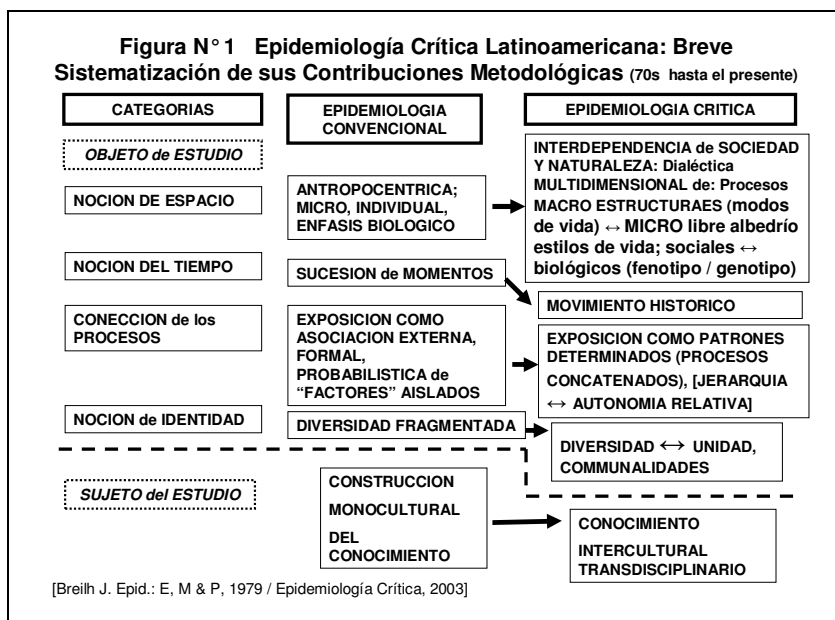 Figura N° 1 Epidemiología Crítica Latinoamericana: Breve
Sistematización de sus Contribuciones Metodológicas (70s hasta el presente)
CATEGORIAS
EPIDEMIOLOGIA
CONVENCIONAL
EPIDEMIOLOGIA CRITICA
OBJETO de ESTUDIO
NOCION DE ESPACIO
ANTROPOCENTRICA;
MICRO, INDIVIDUAL,
ENFASIS BIOLOGICO
INTERDEPENDENCIA de SOCIEDAD
Y NATURALEZA: Dialéctica
MULTIDIMENSIONAL de: Procesos
MACRO ESTRUCTURAES (modos
de vida) ↔ MICRO libre albedrío
estilos de vida; sociales ↔
biológicos (fenotipo / genotipo)
NOCION DEL TIEMPO
SUCESION de MOMENTOS
MOVIMIENTO HISTORICO
CONECCION de los
PROCESOS
EXPOSICION COMO
ASOCIACION EXTERNA,
FORMAL,
PROBABILISTICA de
“FACTORES” AISLADOS
EXPOSICION COMO PATRONES
DETERMINADOS (PROCESOS
CONCATENADOS), [JERARQUIA
↔ AUTONOMIA RELATIVA]
NOCION de IDENTIDAD
DIVERSIDAD FRAGMENTADA
DIVERSIDAD ↔ UNIDAD,
COMMUNALIDADES
SUJETO del ESTUDIO
CONSTRUCCION
MONOCULTURAL
DEL
CONOCIMIENTO
CONOCIMIENTO
INTERCULTURAL
TRANSDISCIPLINARIO
[Breilh J. Epid.: E, M & P, 1979 / Epidemiología Crítica, 2003]